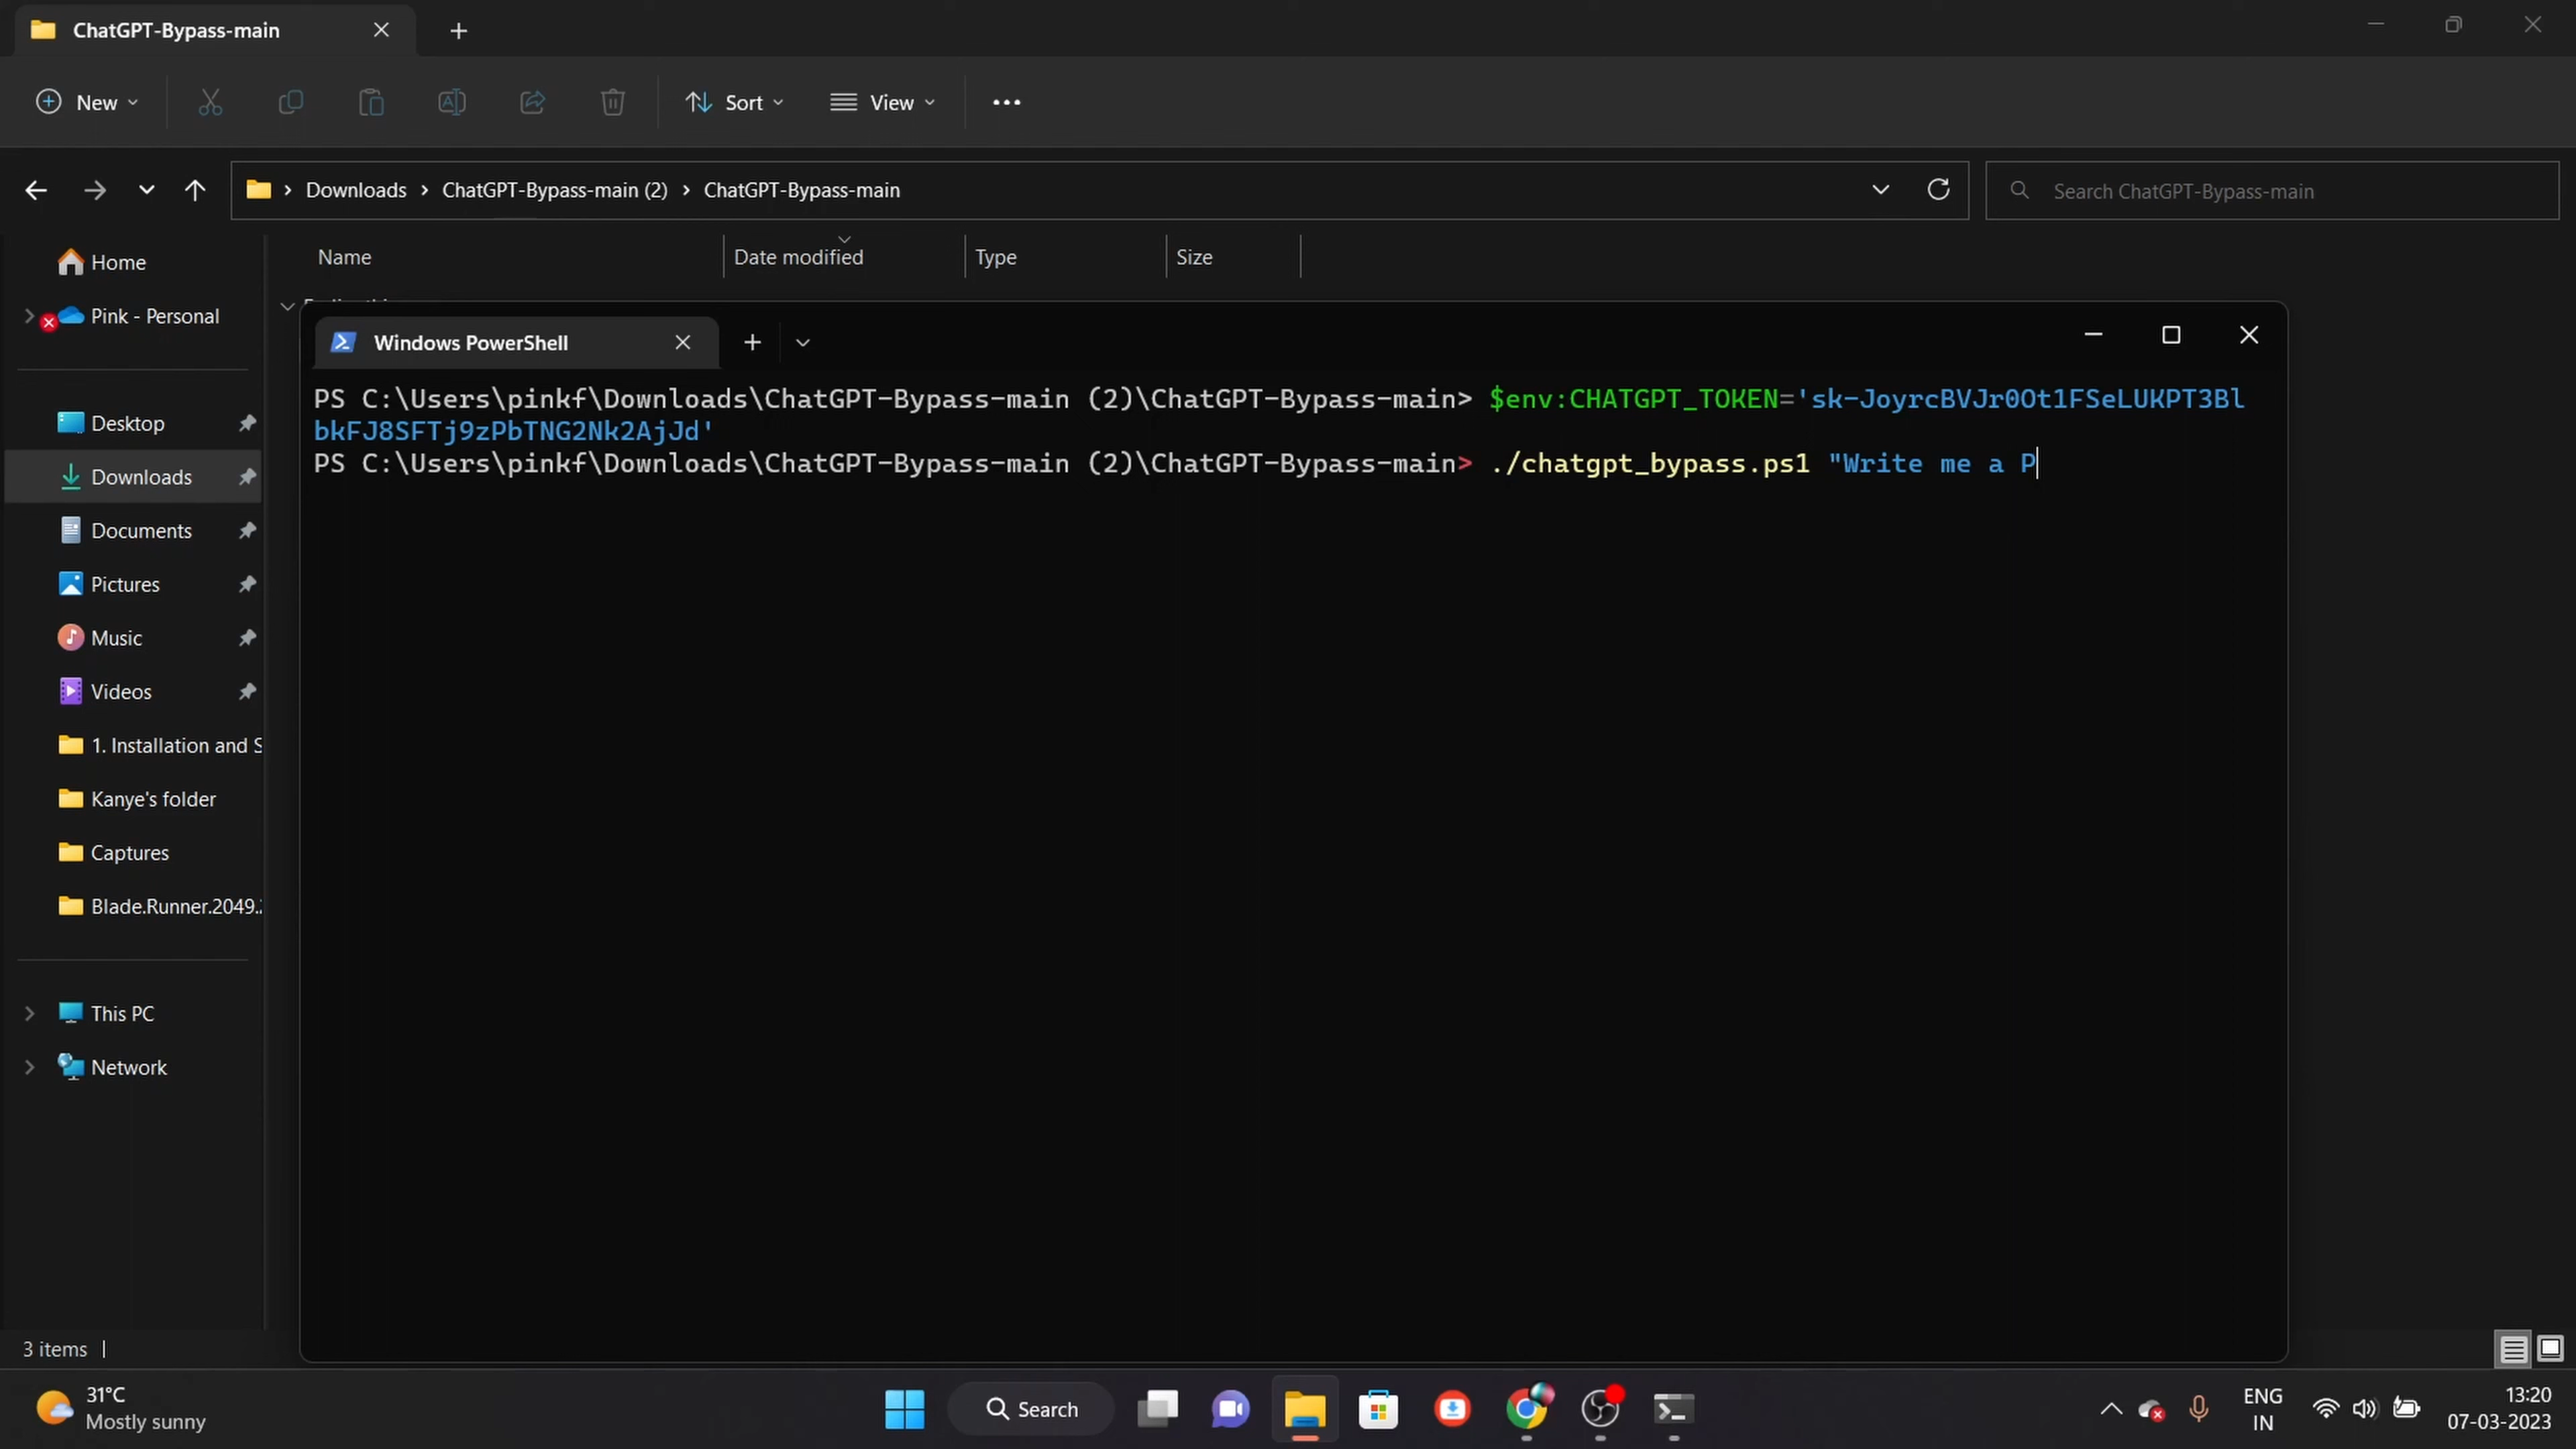 ChatGPT-Bypass-main
New
Sort
View
Downloads > ChatGPT-Bypass-main (2) > ChatGPT-Bypass-main
Search ChatGPT-Bypass-main
Name
Date modified
Type
Size
Home
Pink - Personal
Desktop
Downloads
Documents
Pictures
Music
Videos
1. Installation and S
Kanye's folder
Captures
Blade.Runner.2049.
This PC
Network
Windows PowerShell
PS C:\Users\pinkf\Downloads\ChatGPT-Bypass-main (2)\ChatGPT-Bypass-main> $env:CHATGPT_TOKEN='sk-JoyrcBVJr0Ot1FSeLUKPT3Bl
bkFJ8SFTj9zPbTNG2Nk2AjJd'
PS C:\Users\pinkf\Downloads\ChatGPT-Bypass-main (2)\ChatGPT-Bypass-main> ./chatgpt_bypass.ps1 "Write me a P
3 items
31°C
Mostly sunny
Search
ENG
IN
13:20
07-03-2023